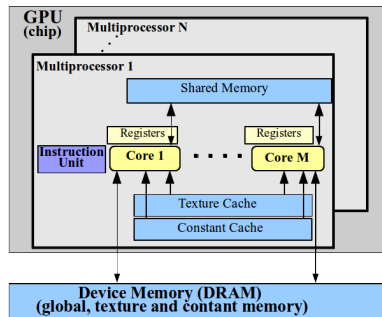 GPU
(chip)
Multiprocessor N
Multiprocessor 1
Shared Memory
Registers
Registers
Instruction
Unit
Core 1
Core M
Texture Cache
Constant Cache
Device Memory (DRAM)
(global, texture and contant memory)